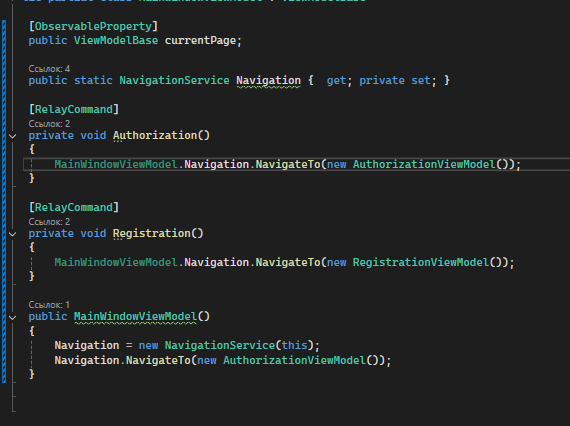 [ObservableProperty]
public ViewModelBase currentPage;
Ссылок: 4
public static NavigationService Navigation {  get; private set; }
[RelayCommand]
Ссылок: 2
private void Authorization()
{
MainWindowViewModel.Navigation.NavigateTo(new AuthorizationViewModel());
}
[RelayCommand]
Ссылок: 2
private void Registration()
{
MainWindowViewModel.Navigation.NavigateTo(new RegistrationViewModel());
}
Ссылок: 1
public MainWindowViewModel()
{
Navigation = new NavigationService(this);
Navigation.NavigateTo(new AuthorizationViewModel());
}